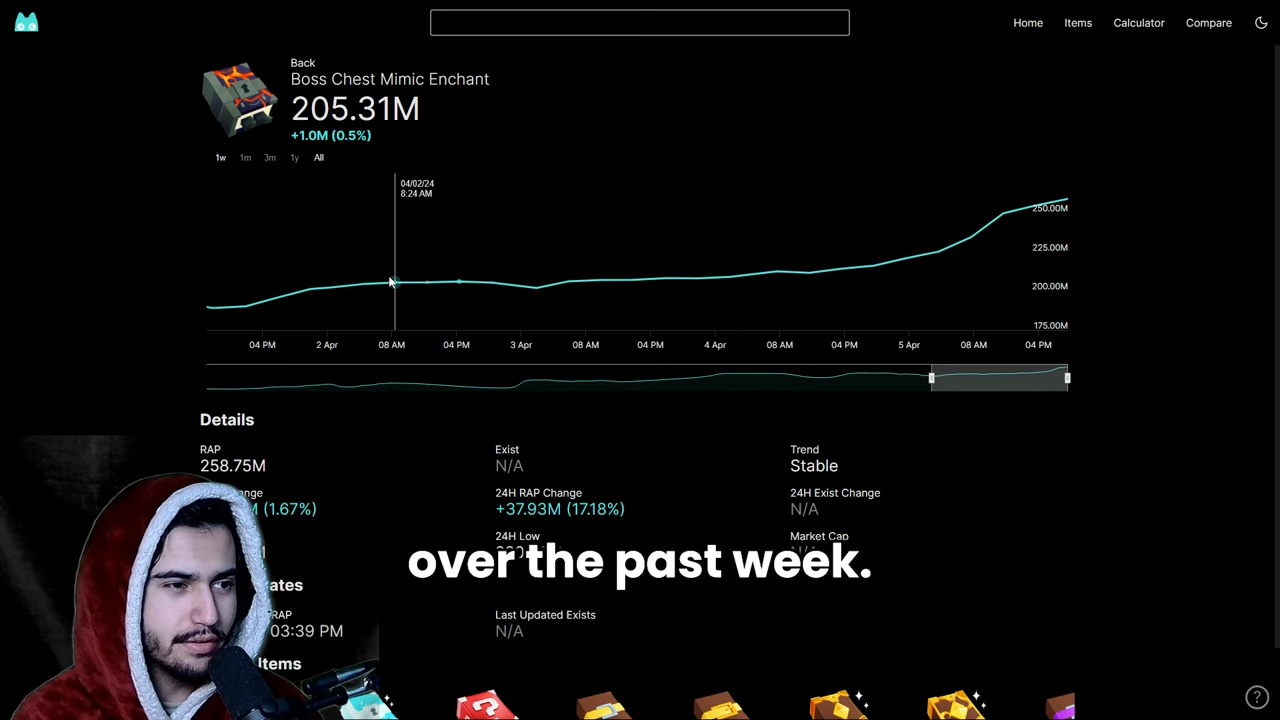 Home Items Calculator Compare
Back
Boss Chest Mimic Enchant
205.31M
+1.0M (0.5%)
1w 1m 3m 1y All
04/02/24
8:24 AM
250.00M
225.00M
200.00M
175.00M
04 PM 2 Apr 08 AM 04 PM 3 Apr 08 AM 04 PM 4 Apr 08 AM 04 PM 5 Apr 08 AM 04 PM
Details
RAP Exist Trend
258.75M N/A Stable
24H RAP Change 24H Exist Change
(1.67%) +37.93M (17.18%) N/A
24H Low Market Cap
over the past week.
RAP Last Updated Exists
03:39 PM N/A
Items
?